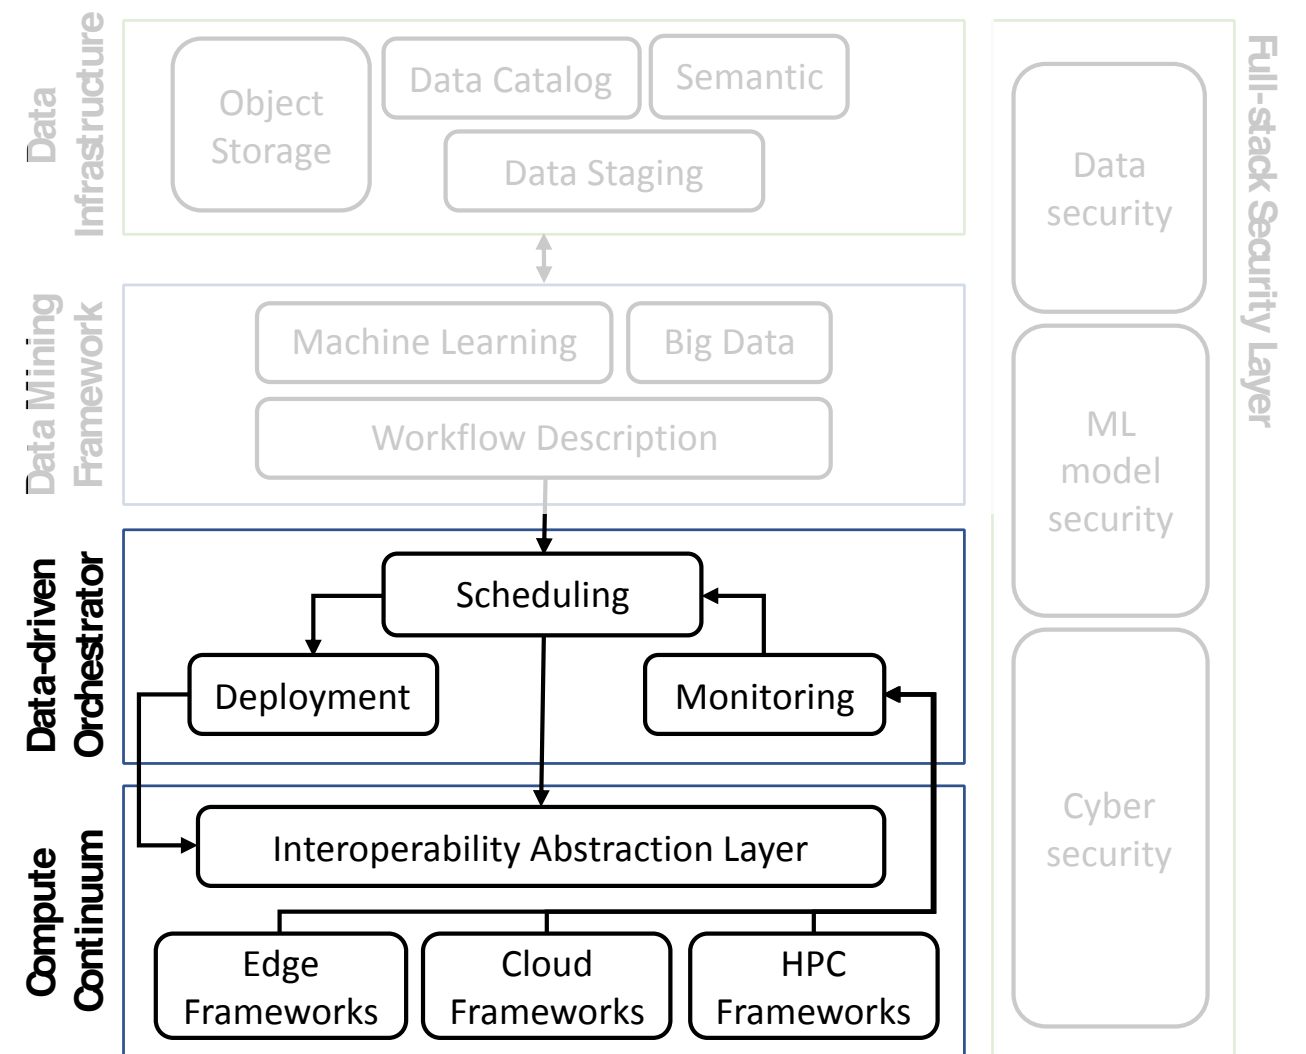 Data
Infrastructure
Object
Storage
Data Catalog
Semantic
Data Staging
Data Mining
Framework
Machine Learning
Big Data
Workflow Description
Data-driven
Orchestrator
Scheduling
Deployment
Monitoring
Compute
Continuum
Interoperability Abstraction Layer
Edge
Frameworks
Cloud
Frameworks
HPC
Frameworks
Full-stack Security Layer
Data
security
ML
model
security
Cyber
security